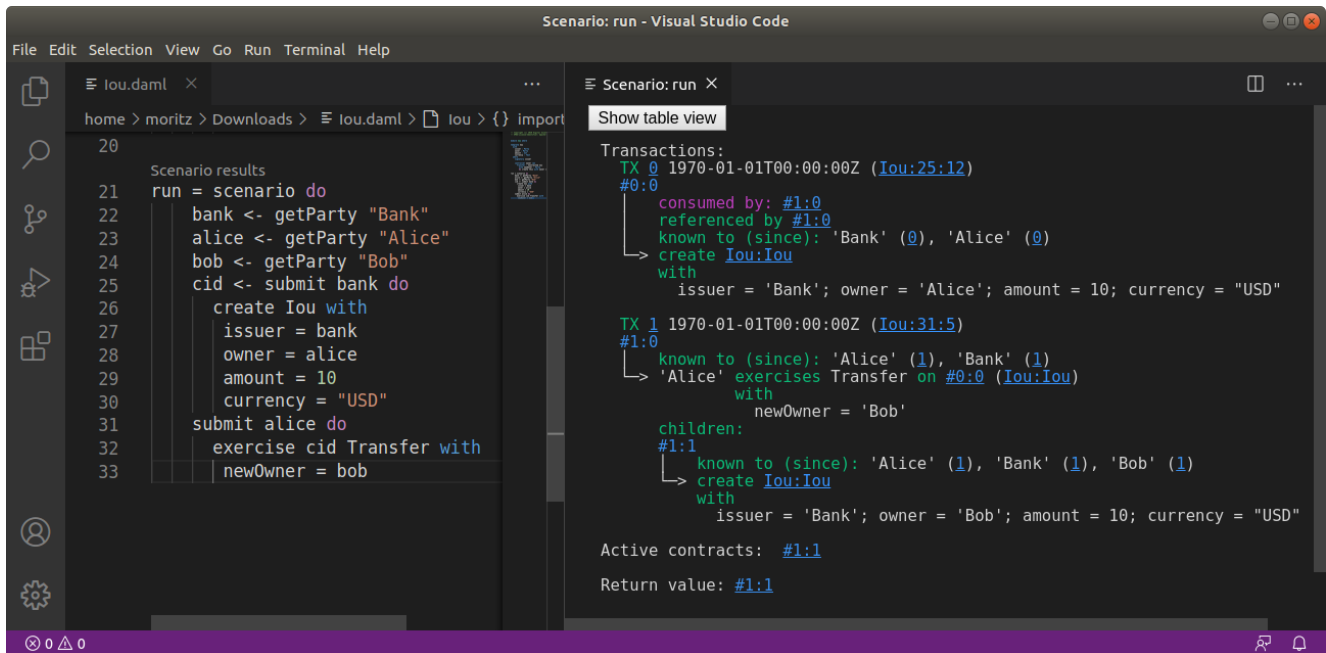 Scenario: run - Visual Studio Code
File Edit Selection View Go Run Terminal Help
Iou.daml
home > moritz > Downloads > Iou.daml > Iou > {} import
20
Scenario results
21 run = scenario do
22 bank <- getParty "Bank"
23 alice <- getParty "Alice"
24 bob <- getParty "Bob"
25 cid <- submit bank do
26 create Iou with
27 issuer = bank
28 owner = alice
29 amount = 10
30 currency = "USD"
31 submit alice do
32 exercise cid Transfer with
33 newOwner = bob
Scenario: run
Show table view
Transactions:
TX 0 1970-01-01T00:00:00Z (Iou:25:12)
#0:0
consumed by: #1:0
referenced by #1:0
known to (since): 'Bank' (0), 'Alice' (0)
create Iou:Iou
with
issuer = 'Bank'; owner = 'Alice'; amount = 10; currency = "USD"
TX 1 1970-01-01T00:00:00Z (Iou:31:5)
#1:0
known to (since): 'Alice' (1), 'Bank' (1)
'Alice' exercises Transfer on #0:0 (Iou:Iou)
with
newOwner = 'Bob'
children:
#1:1
known to (since): 'Alice' (1), 'Bank' (1), 'Bob' (1)
create Iou:Iou
with
issuer = 'Bank'; owner = 'Bob'; amount = 10; currency = "USD"
Active contracts: #1:1
Return value: #1:1
0 0